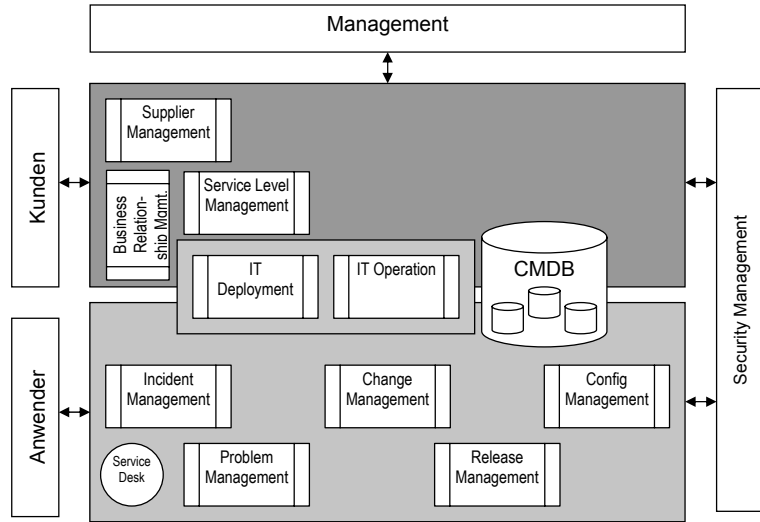 Management
Kunden
Supplier
Management
Business
Relation-
ship Mgmt.
Service Level
Management
IT
Deployment
IT Operation
CMDB
Security Management
Anwender
Incident
Management
Change
Management
Config
Management
Service
Desk
Problem
Management
Release
Management